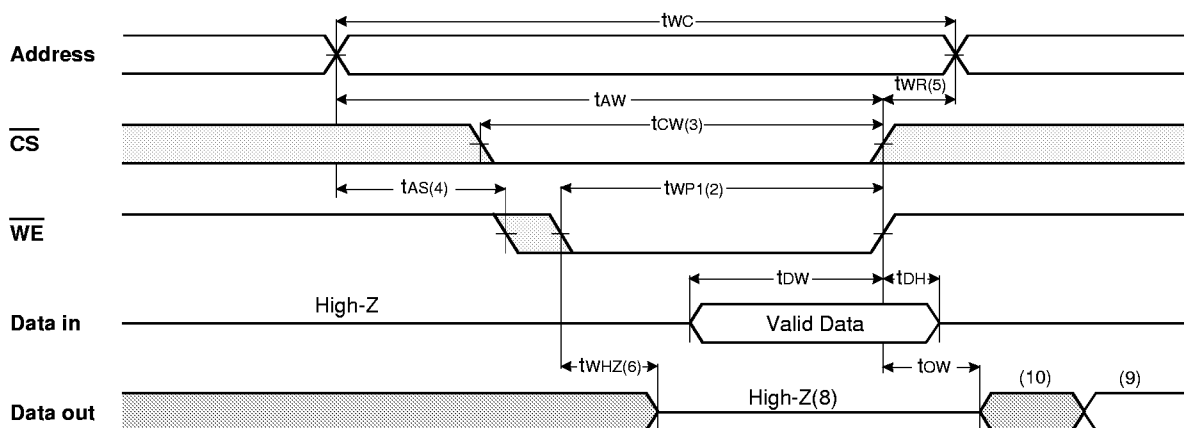 tWC
Address
tWR(5)
tAW
tCW(3)
CS
tAS(4)
tWP1(2)
WE
tDW
tDH
High-Z
Data in
Valid Data
tWHZ(6)
tOW
(10)
(9)
High-Z(8)
Data out